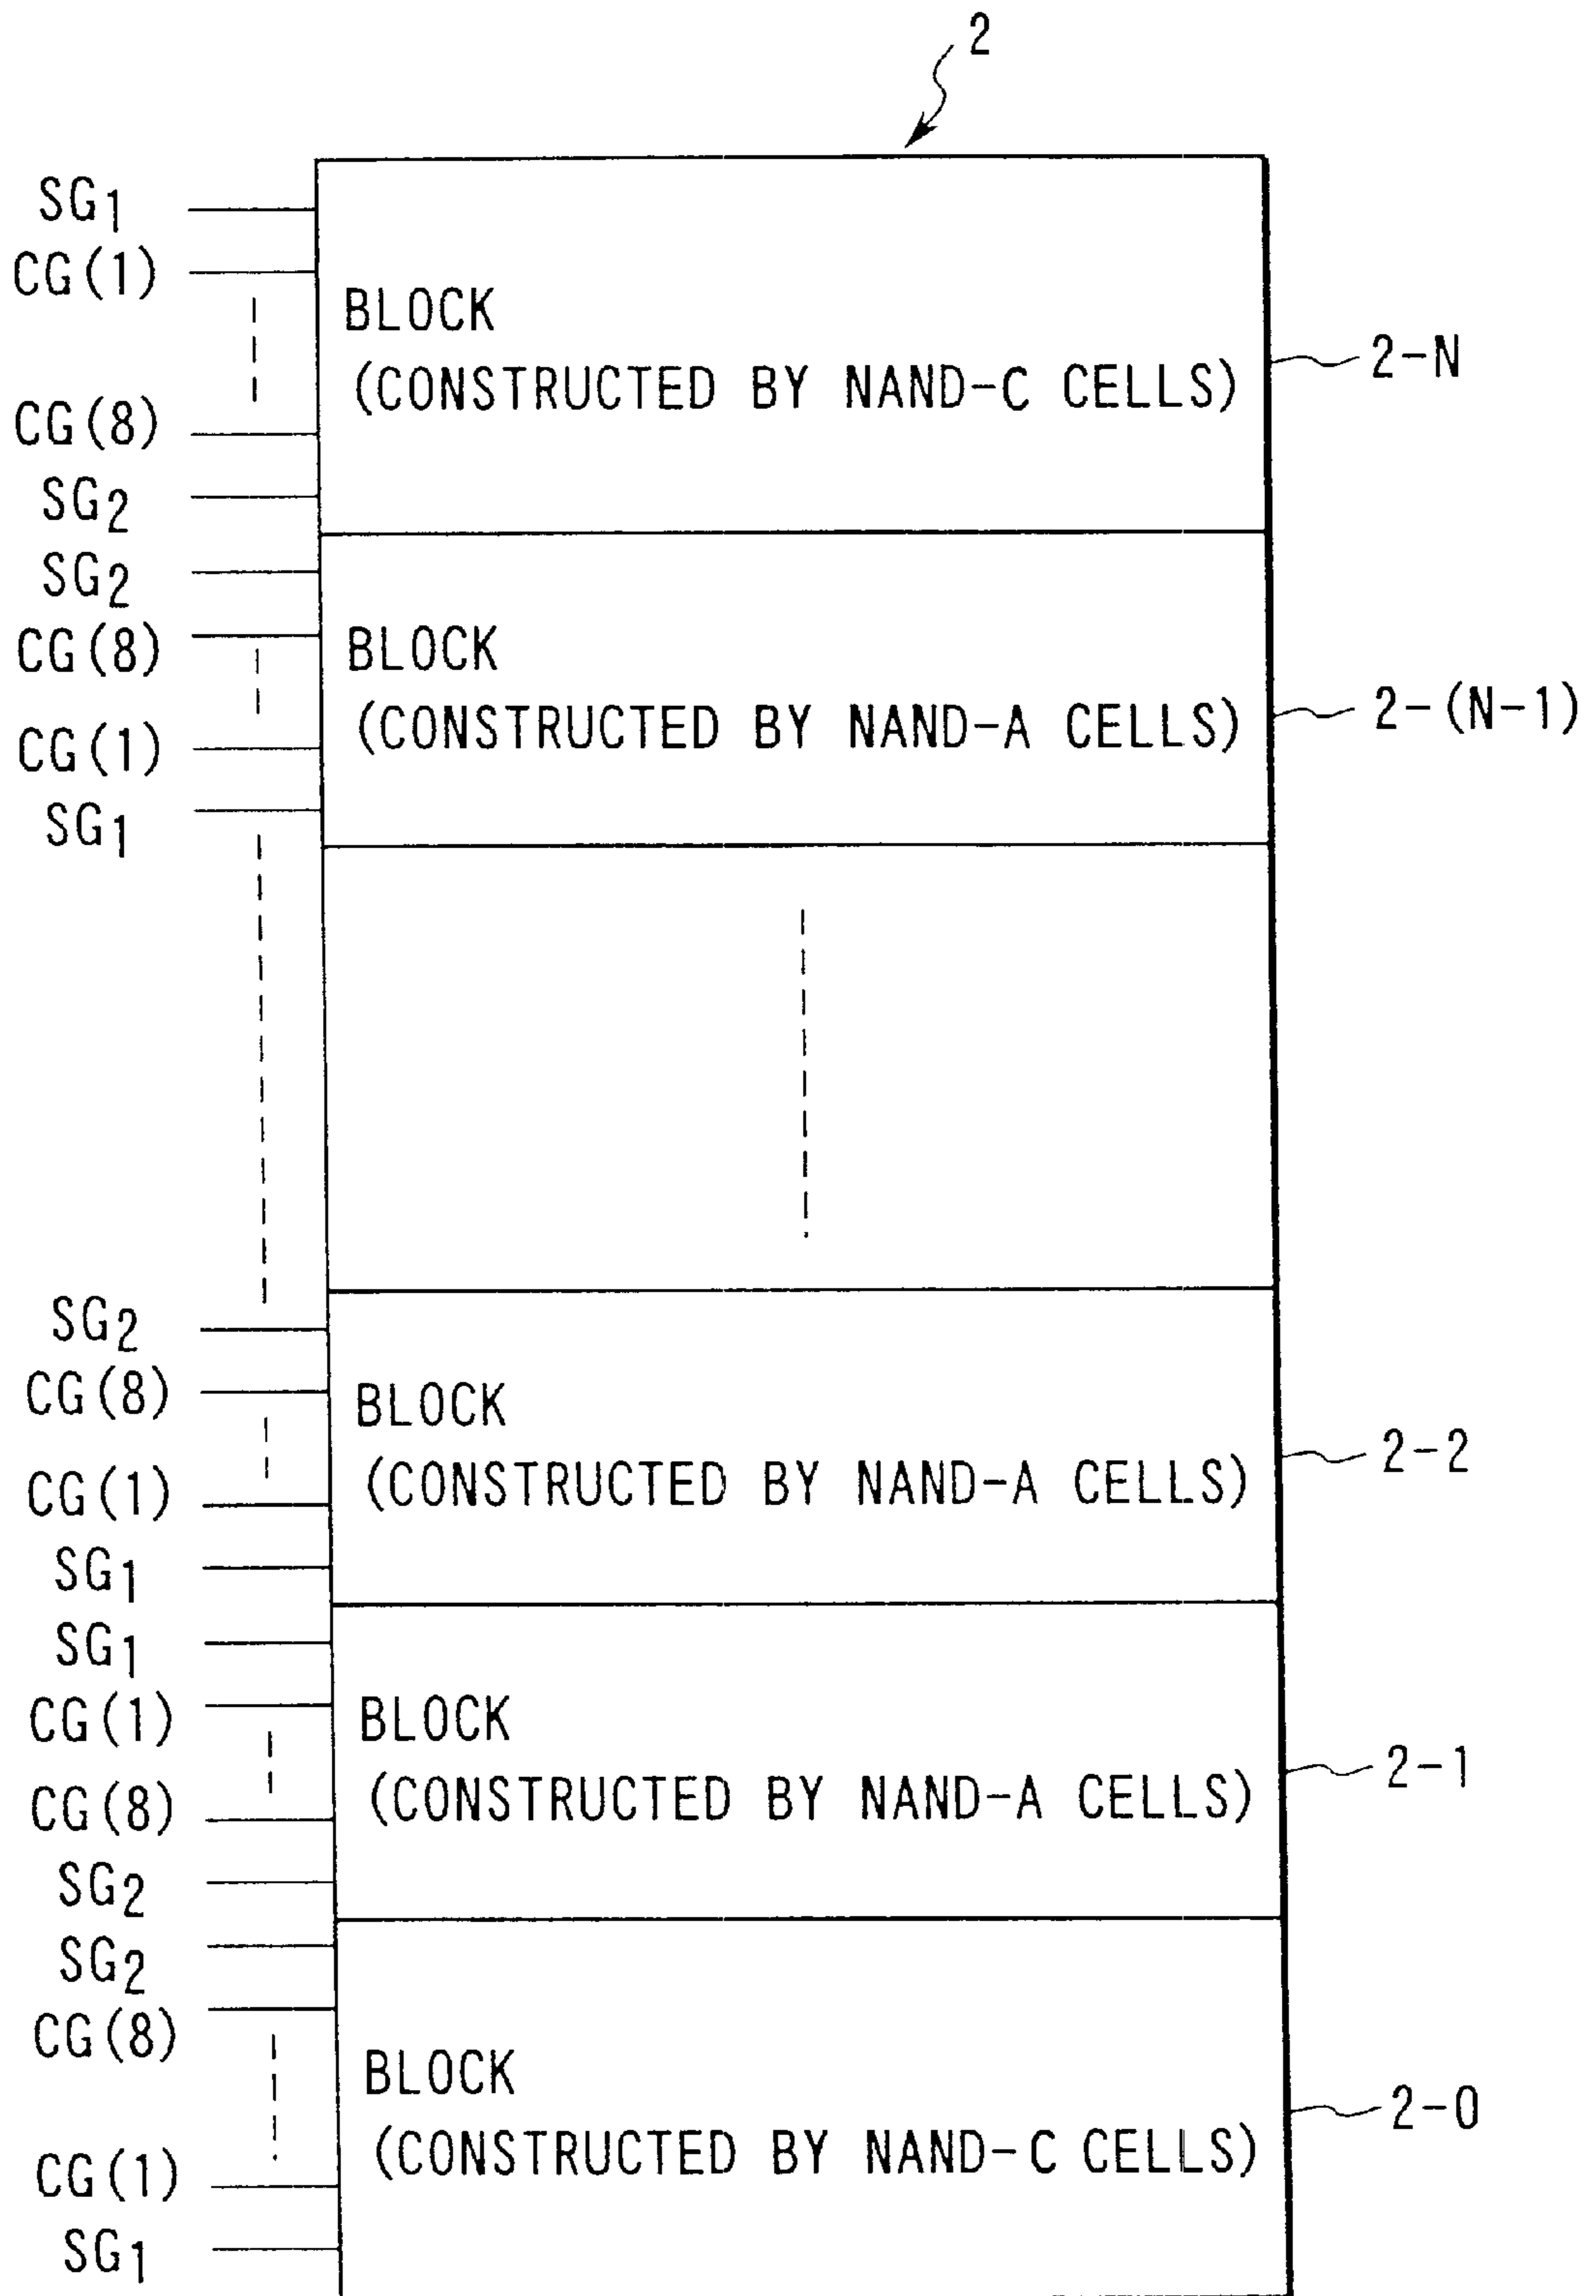 2
SG1
CG(1)
BLOCK
(CONSTRUCTED BY NAND-C CELLS)
2-N
CG(8)
SG2
SG2
CG(8)
BLOCK
(CONSTRUCTED BY NAND-A CELLS)
2-(N-1)
CG(1)
SG1
SG2
CG(8)
BLOCK
(CONSTRUCTED BY NAND-A CELLS)
2-2
CG(1)
SG1
SG1
CG(1)
BLOCK
(CONSTRUCTED BY NAND-A CELLS)
2-1
CG(8)
SG2
SG2
CG(8)
BLOCK
(CONSTRUCTED BY NAND-C CELLS)
2-0
CG(1)
SG1